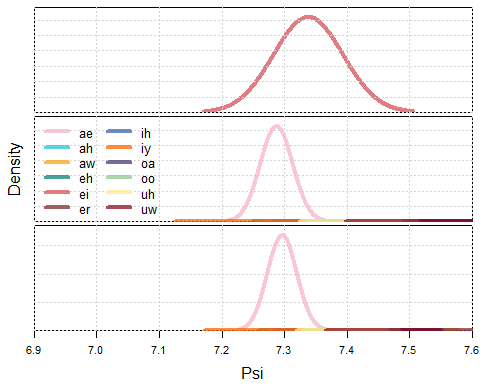 Density
ae ih
ah iy
aw oa
eh oo
ei uh
er uw
6.9 7.0 7.1 7.2 7.3 7.4 7.5 7.6
Psi